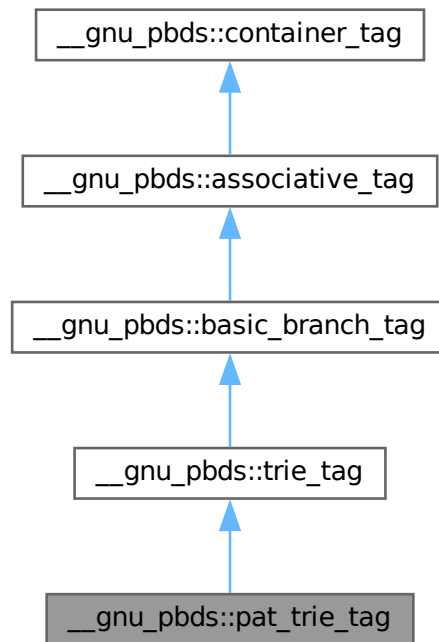 __gnu_pbds::container_tag
__gnu_pbds::associative_tag
__gnu_pbds::basic_branch_tag
__gnu_pbds::trie_tag
__gnu_pbds::pat_trie_tag